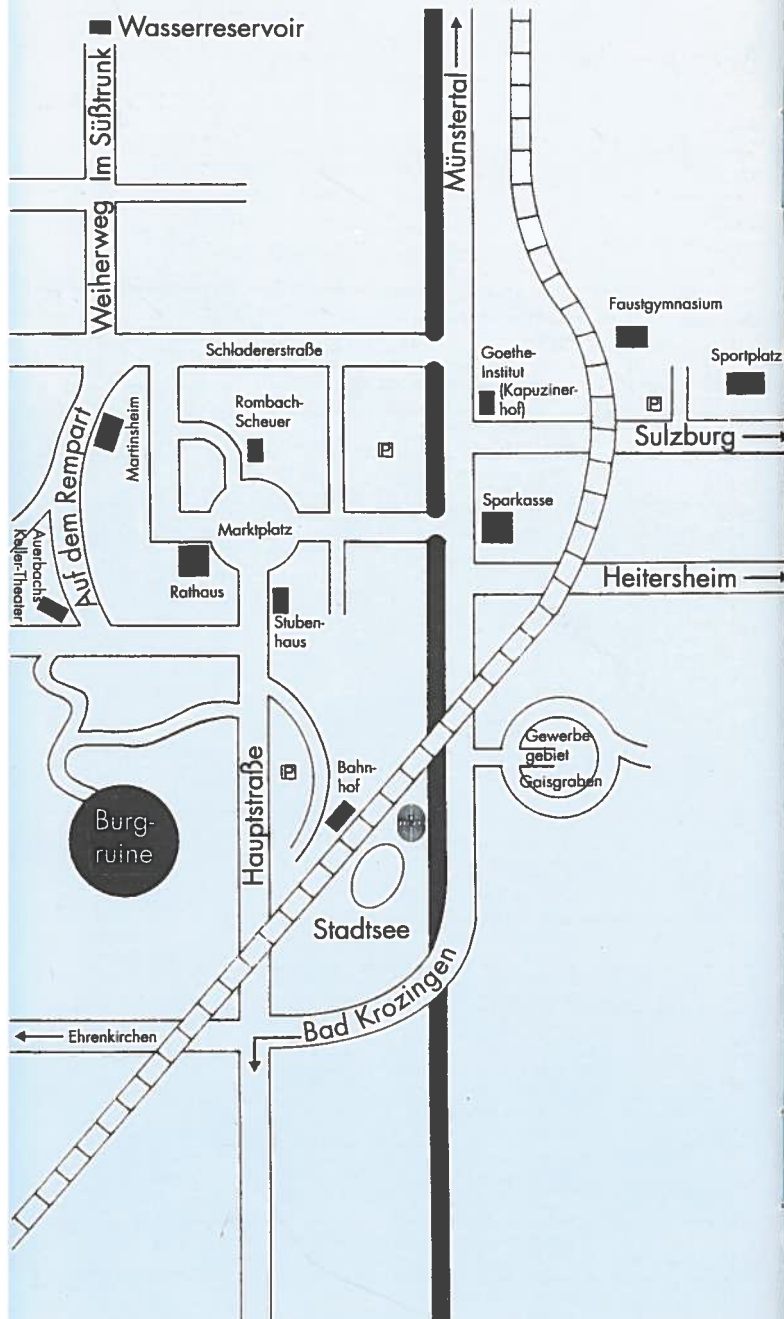 Wasserreservoir
Im Süßtrunk
Münstertal
Weiherweg
Faustgymnasium
Schladererstraße
Goethe-
Institut
(Kapuziner-
hof)
Sportplatz
Rombach-
Scheuer
P
P
Sulzburg
Auf dem Rempart
Martinsheim
Sparkasse
Marktplatz
Auerbachs
Keller-Theater
Rathaus
Heitersheim
Stuben-
haus
Gewerbe-
gebiet
Gaisgraben
Hauptstraße
P
Bahn-
hof
Burg-
ruine
Stadtsee
Bad Krozingen
Ehrenkirchen